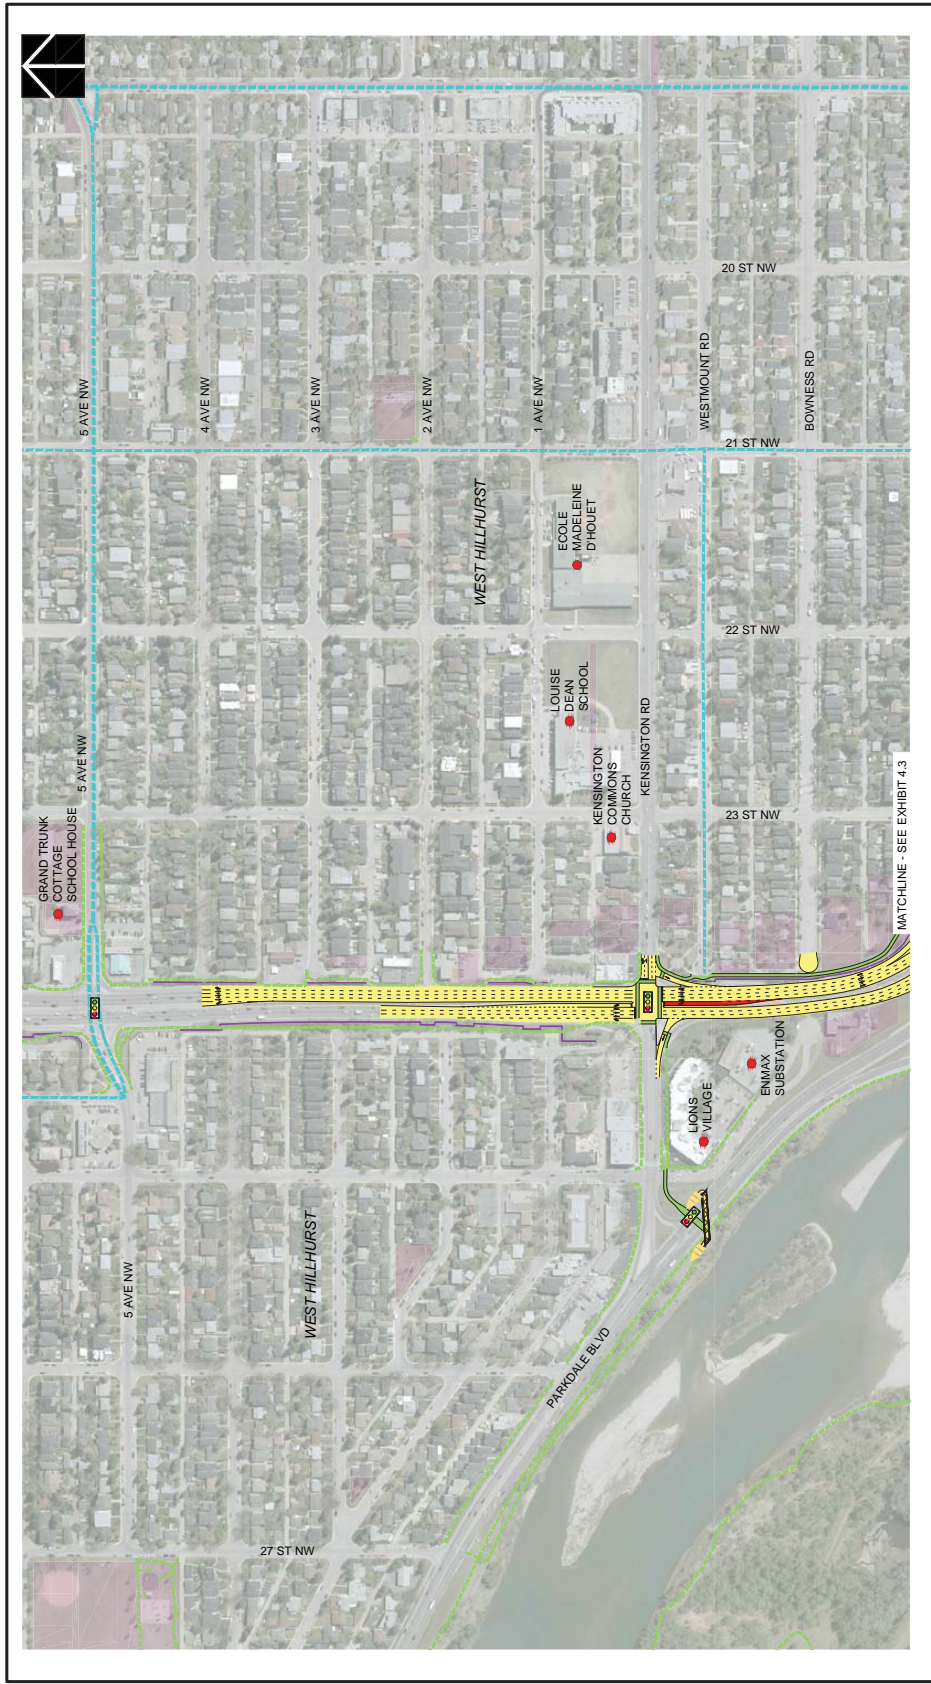 20 ST NW
WESTMOUNT RD
BOWNESS RD
5 AVE NW
4 AVE NW
3 AVE NW
2 AVE NW
1 AVE NW
21 ST NW
WEST HILLHURST
ECOLE
MADELEINE
D'HOUET
22 ST NW
LOUISE
DEAN
SCHOOL
KENSINGTON RD
5 AVE NW
KENSINGTON
COMMONS
CHURCH
23 ST NW
GRAND TRUNK
COTTAGE
SCHOOL HOUSE
MATCHLINE - SEE EXHIBIT 4.3
ENMAX
SUBSTATION
LIONS
VILLAGE
5 AVE NW
WEST HILLHURST
PARKDALE BLVD
27 ST NW